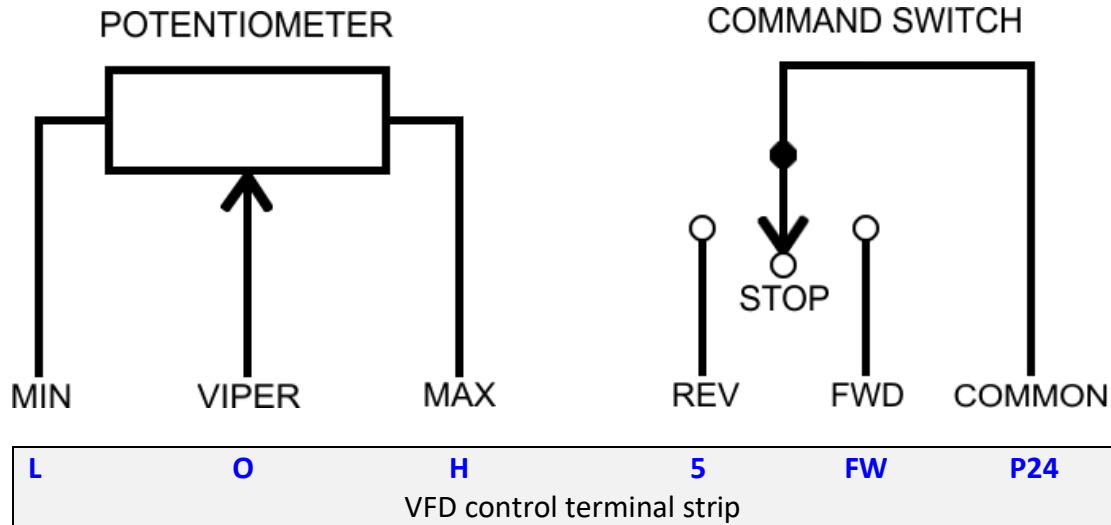 POTENTIOMETER
COMMAND SWITCH
STOP
MIN VIPER MAX REV FWD COMMON
L O H 5 FW P24
VFD control terminal strip